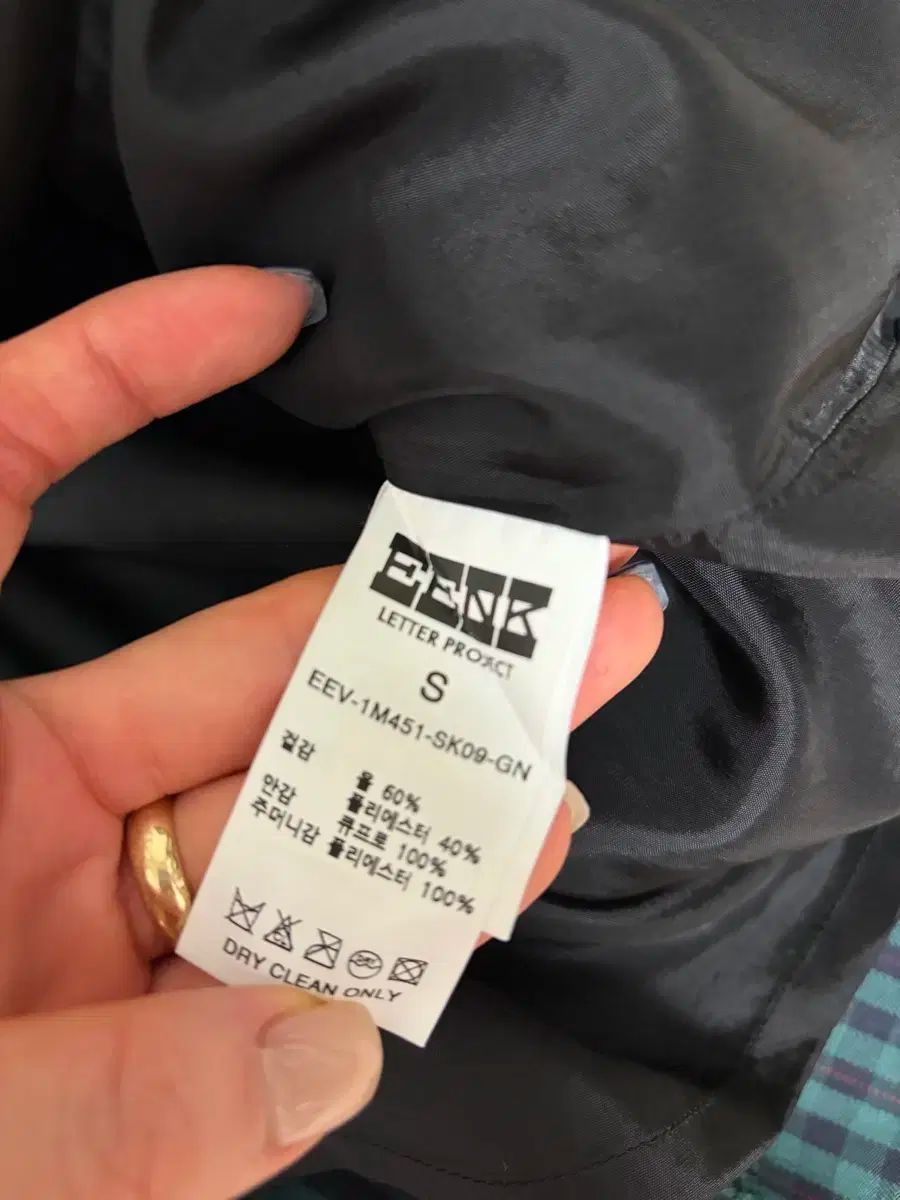 EENK
LETTER PROJECT
S
EEV-1M451-SK09-GN
겉감 울 60%
폴리에스터 40%
안감 큐프로 100%
주머니감 폴리에스터 100%
DRY CLEAN ONLY